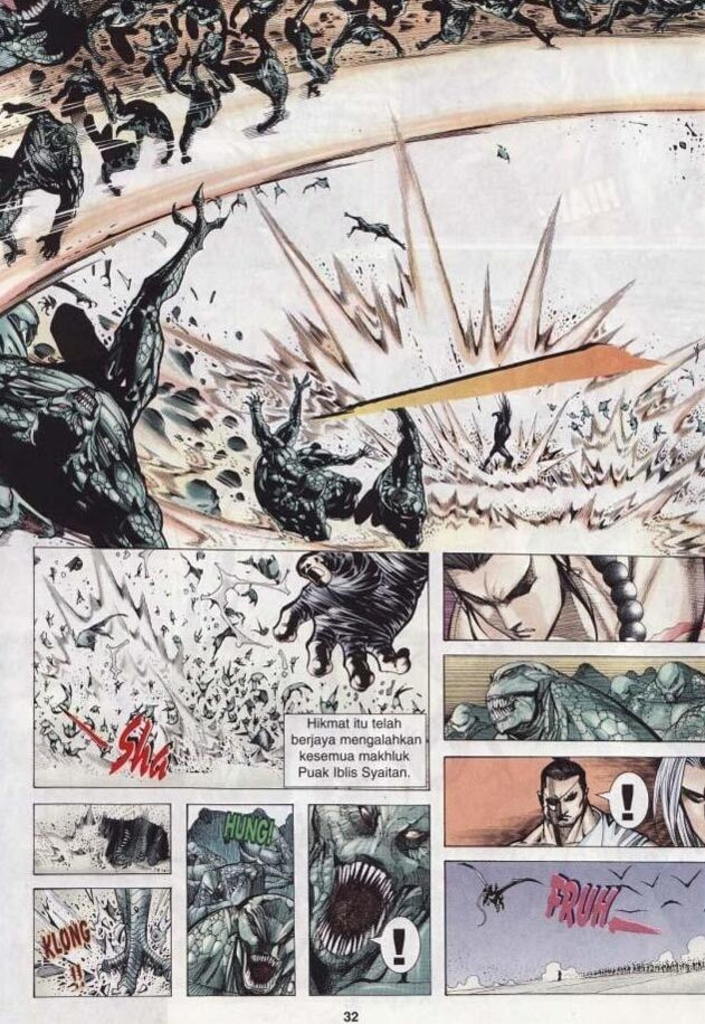 Hikmat itu telah
berjaya mengalahkan
kesemua makhluk
Puak Iblis Syaitan.
Sha
!
HUNG!
KLONG
!!
!
FRUH
32